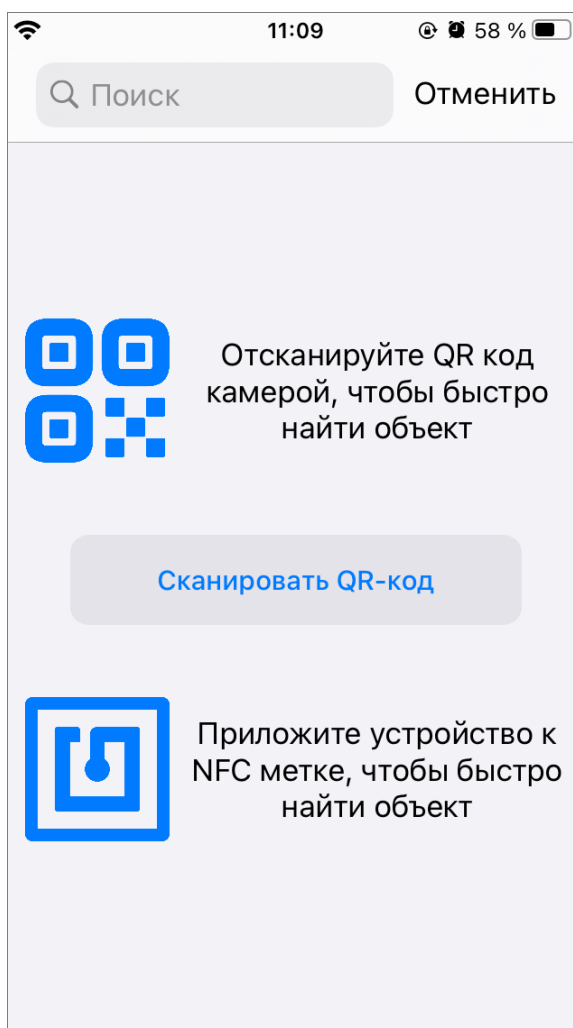 11:09 58 %
Поиск Отменить
Отсканируйте QR код
камерой, чтобы быстро
найти объект
Сканировать QR-код
Приложите устройство к
NFC метке, чтобы быстро
найти объект